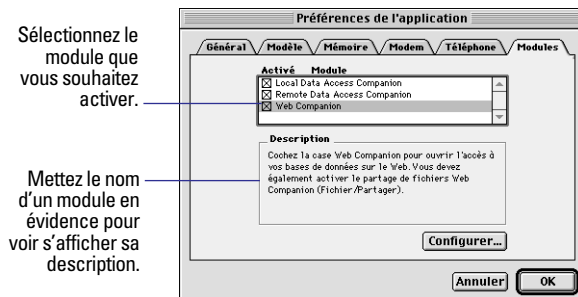 Sélectionnez le
module que
vous souhaitez
activer.
Mettez le nom
d'un module en
évidence pour
voir s'afficher sa
description.
Préférences de l'application
Général Modèle Mémoire Modem Téléphone Modules
Activé Module
Local Data Access Companion
Remote Data Access Companion
Web Companion
Description
Cochez la case Web Companion pour ouvrir l'accès à
vos bases de données sur le Web. Vous devez
également activer le partage de fichiers Web
Companion (Fichier/Partager).
Configurer...
Annuler OK